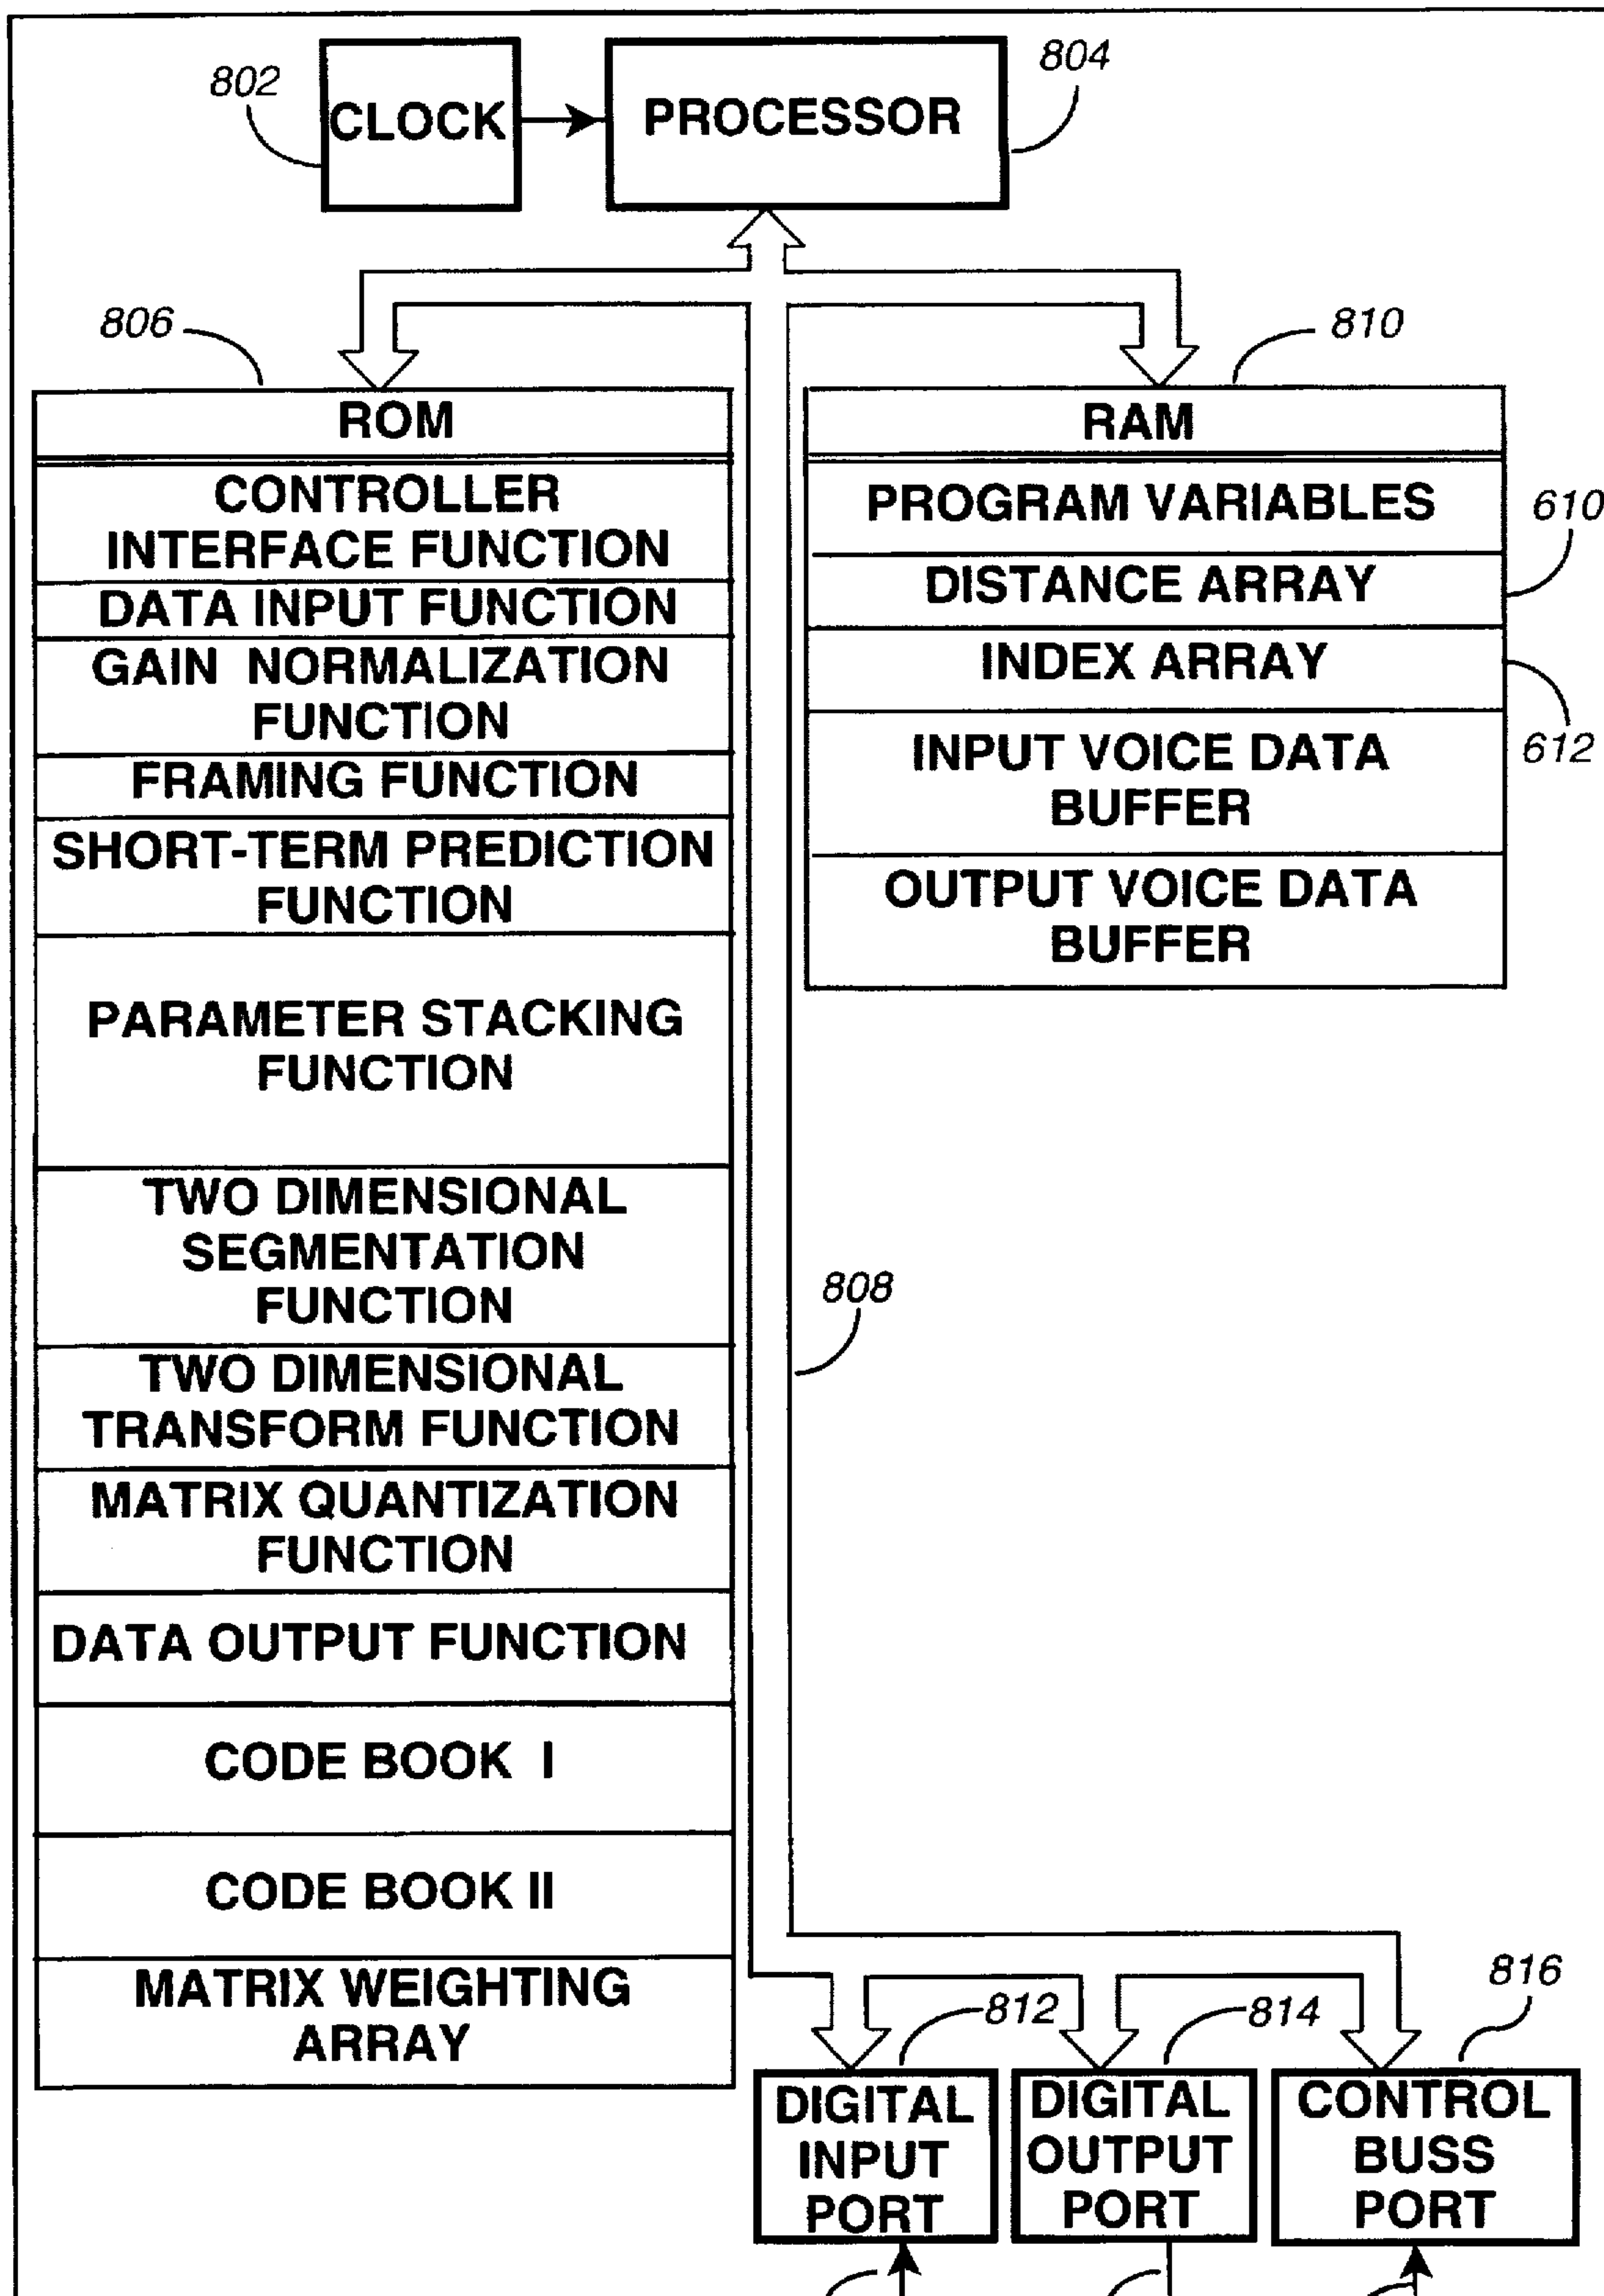 802
CLOCK
PROCESSOR
804
806
ROM
CONTROLLER
INTERFACE FUNCTION
DATA INPUT FUNCTION
GAIN NORMALIZATION
FUNCTION
FRAMING FUNCTION
SHORT-TERM PREDICTION
FUNCTION
PARAMETER STACKING
FUNCTION
TWO DIMENSIONAL
SEGMENTATION
FUNCTION
TWO DIMENSIONAL
TRANSFORM FUNCTION
MATRIX QUANTIZATION
FUNCTION
DATA OUTPUT FUNCTION
CODE BOOK I
CODE BOOK II
MATRIX WEIGHTING
ARRAY
810
RAM
PROGRAM VARIABLES
610
DISTANCE ARRAY
INDEX ARRAY
612
INPUT VOICE DATA
BUFFER
OUTPUT VOICE DATA
BUFFER
808
812
DIGITAL
INPUT
PORT
814
DIGITAL
OUTPUT
PORT
816
CONTROL
BUSS
PORT